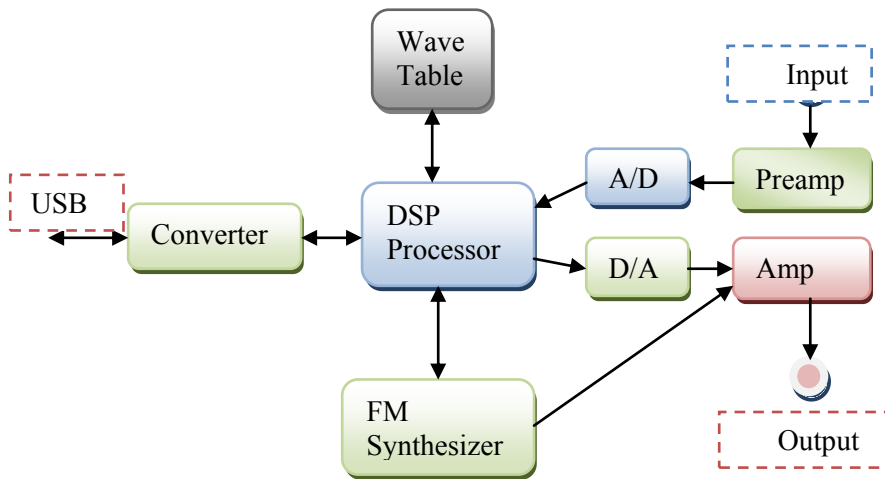 Wave
Table
Input
A/D
Preamp
USB
Converter
DSP
Processor
D/A
Amp
FM
Synthesizer
Output